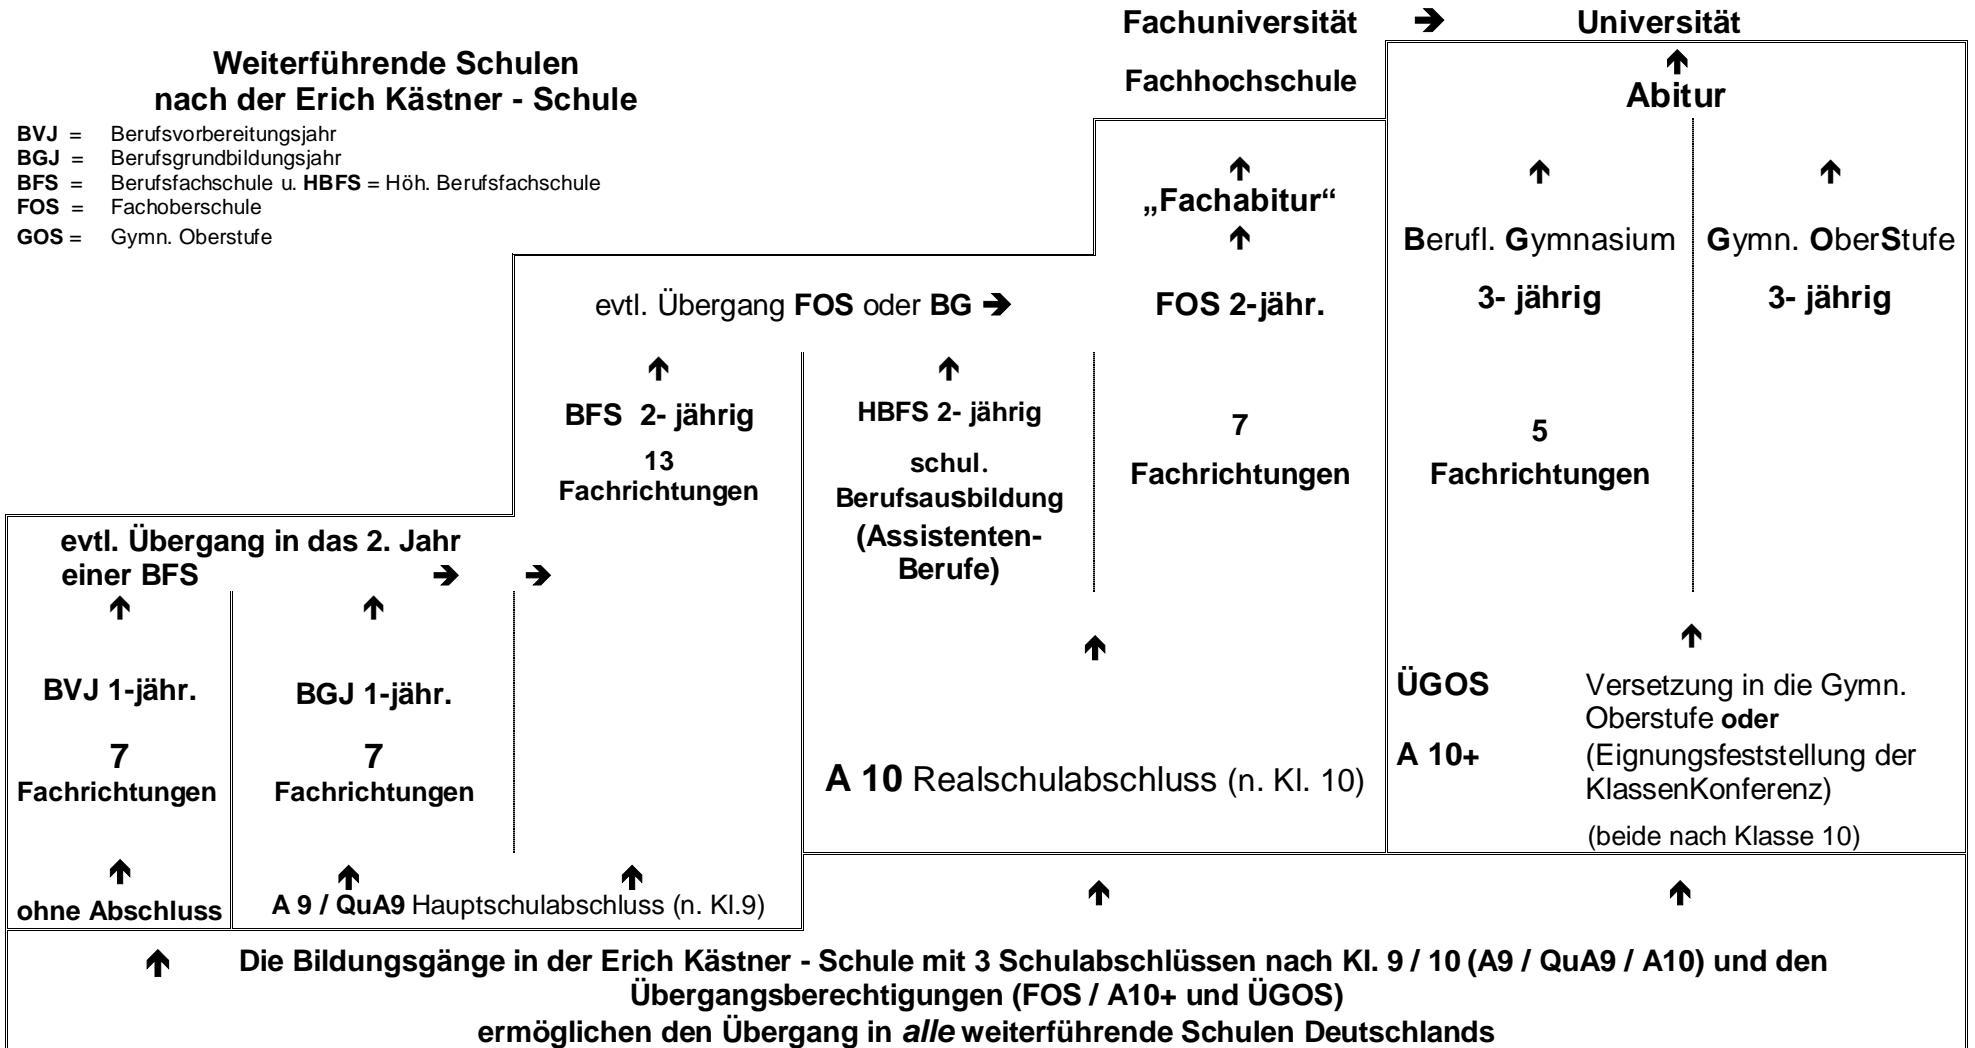 Weiterführende Schulen
nach der Erich Kästner - Schule
BVJ = Berufsvorbereitungsjahr
BGJ = Berufsgrundbildungsjahr
BFS = Berufsfachschule u. HBFS = Höh. Berufsfachschule
FOS = Fachoberschule
GOS = Gymn. Oberstufe
Fachuniversität ➔ Universität
Fachhochschule
Abitur
„Fachabitur“
Berufl. Gymnasium
3- jährig
Gymn. OberStufe
3- jährig
evtl. Übergang FOS oder BG ➔
FOS 2-jähr.
BFS 2- jährig
13
Fachrichtungen
HBFS 2- jährig
schul.
Berufsausbildung
(Assistenten-
Berufe)
7
Fachrichtungen
5
Fachrichtungen
evtl. Übergang in das 2. Jahr
einer BFS ➔ ➔
BVJ 1-jähr.
7
Fachrichtungen
BGJ 1-jähr.
7
Fachrichtungen
A 10 Realschulabschluss (n. Kl. 10)
ÜGOS Versetzung in die Gymn.
Oberstufe oder
A 10+ (Eignungsfeststellung der
KlassenKonferenz)
(beide nach Klasse 10)
ohne Abschluss
A 9 / QuA9 Hauptschulabschluss (n. Kl.9)
Die Bildungsgänge in der Erich Kästner - Schule mit 3 Schulabschlüssen nach Kl. 9 / 10 (A9 / QuA9 / A10) und den
Übergangsberechtigungen (FOS / A10+ und ÜGOS)
ermöglichen den Übergang in alle weiterführende Schulen Deutschlands